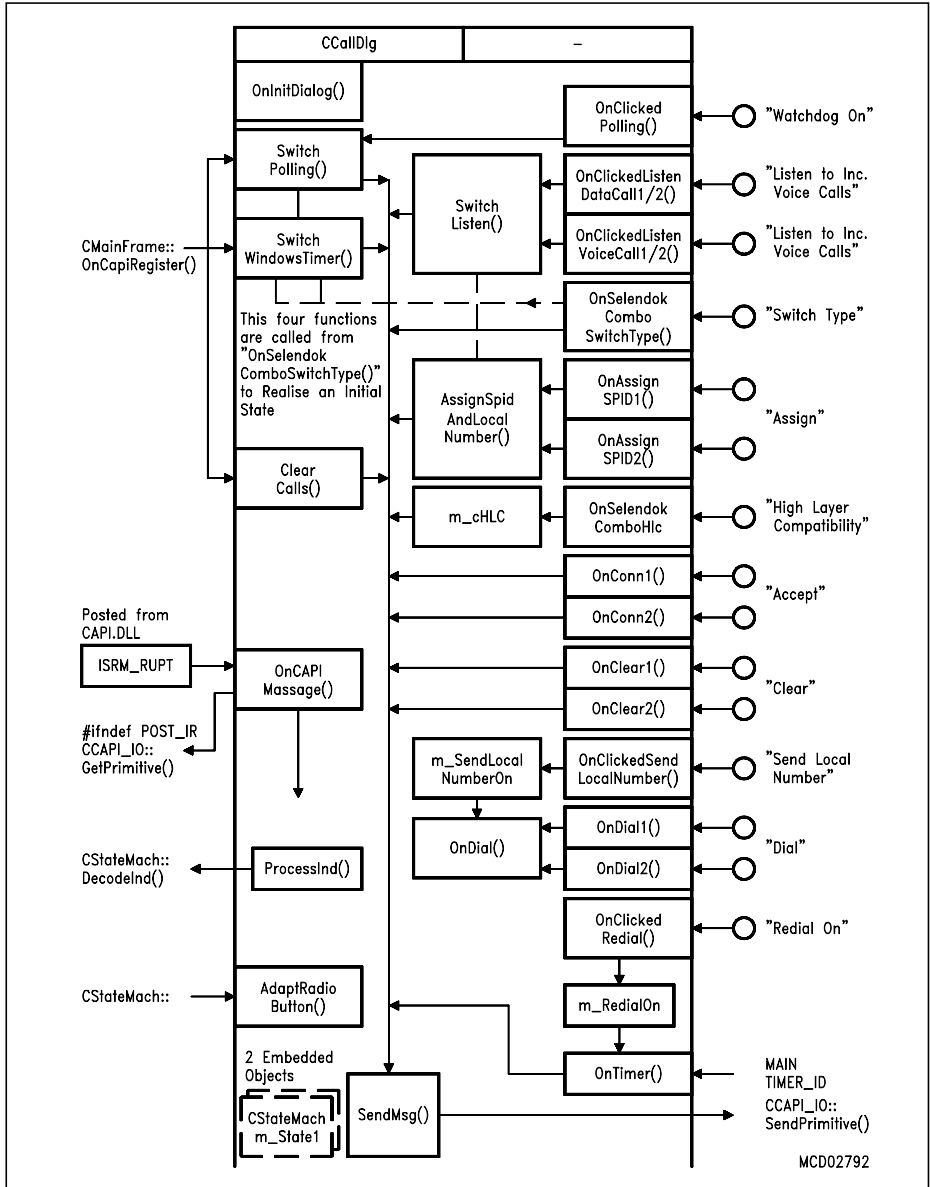 CCallDlg
–
OnInitDialog()
OnClicked
Polling()
"Watchdog On"
Switch
Polling()
OnClickedListen
DataCall1/2()
"Listen to Inc.
Voice Calls"
Switch
Listen()
CMainFrame::
OnCapiRegister()
Switch
WindowsTimer()
OnClickedListen
VoiceCall1/2()
"Listen to Inc.
Voice Calls"
This four functions
are called from
"OnSelendok
ComboSwitchType()"
to Realise an Initial
State
OnSelendok
Combo
SwitchType()
"Switch Type"
AssignSpid
AndLocal
Number()
OnAssign
SPID1()
OnAssign
SPID2()
"Assign"
Clear
Calls()
m_cHLC
OnSelendok
ComboHlc
"High Layer
Compatibility"
OnConn1()
OnConn2()
"Accept"
Posted from
CAPI.DLL
ISRM_RUPT
OnCAPI
Massage()
OnClear1()
OnClear2()
"Clear"
#ifndef POST_IR
CCAPI_IO::
GetPrimitive()
m_SendLocal
NumberOn
OnClickedSend
LocalNumber()
"Send Local
Number"
OnDial()
OnDial1()
OnDial2()
"Dial"
CStateMach::
DecodeInd()
ProcessInd()
OnClicked
Redial()
"Redial On"
CStateMach::
AdaptRadio
Button()
m_RedialOn
2 Embedded
Objects
CStateMach
m_State1
SendMsg()
OnTimer()
MAIN
TIMER_ID
CCAPI_IO::
SendPrimitive()
MCD02792